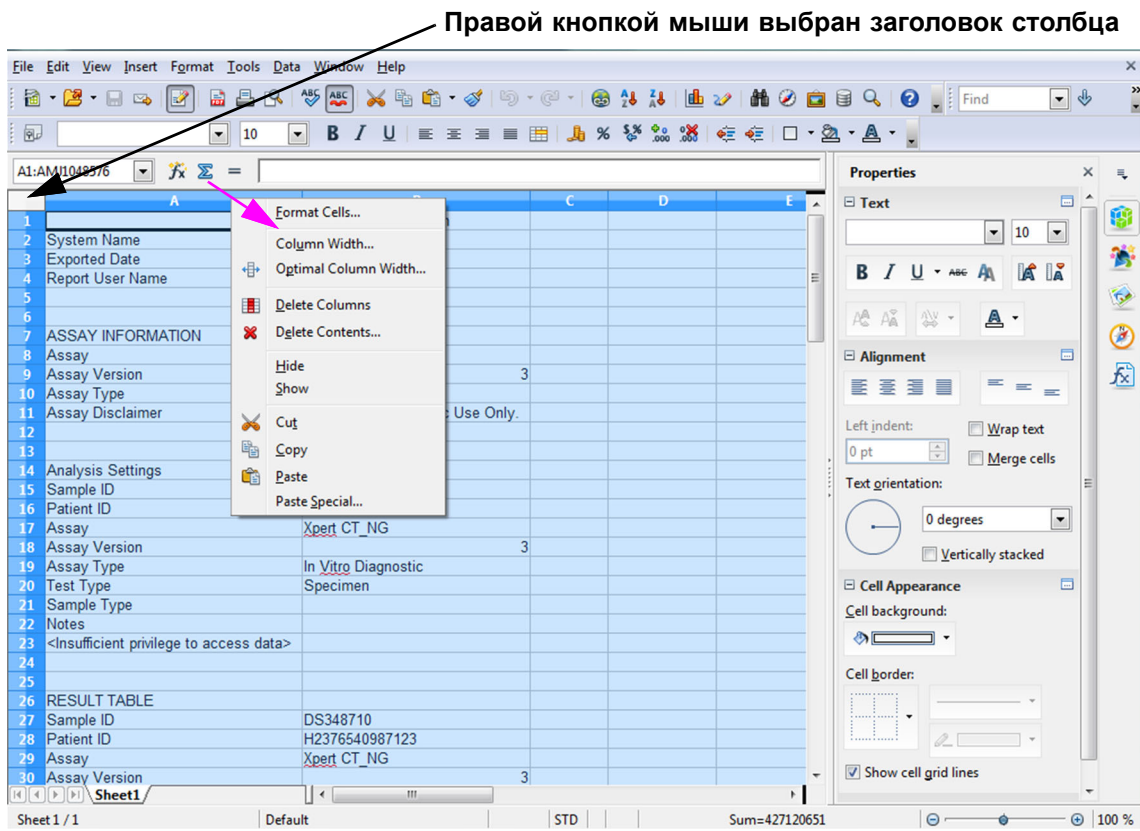 Правой кнопкой мыши выбран заголовок столбца
File Edit View Insert Format Tools Data Window Help
Find
10
A1:AMJ1048576
A C D E
1
2 System Name
3 Exported Date
4 Report User Name
5
6
7 ASSAY INFORMATION
8 Assay
9 Assay Version 3
10 Assay Type
11 Assay Disclaimer Use Only.
12
13
14 Analysis Settings
15 Sample ID
16 Patient ID
17 Assay Xpert CT_NG
18 Assay Version 3
19 Assay Type In Vitro Diagnostic
20 Test Type Specimen
21 Sample Type
22 Notes
23 <Insufficient privilege to access data>
24
25
26 RESULT TABLE
27 Sample ID DS348710
28 Patient ID H2376540987123
29 Assay Xpert CT_NG
30 Assay Version 3
Format Cells...
Column Width...
Optimal Column Width...
Delete Columns
Delete Contents...
Hide
Show
Cut
Copy
Paste
Paste Special...
Properties
Text
10
Alignment
Left indent:
0 pt
Wrap text
Merge cells
Text orientation:
0 degrees
Vertically stacked
Cell Appearance
Cell background:
Cell border:
Show cell grid lines
Sheet1
Sheet 1 / 1 Default STD Sum=427120651 100 %